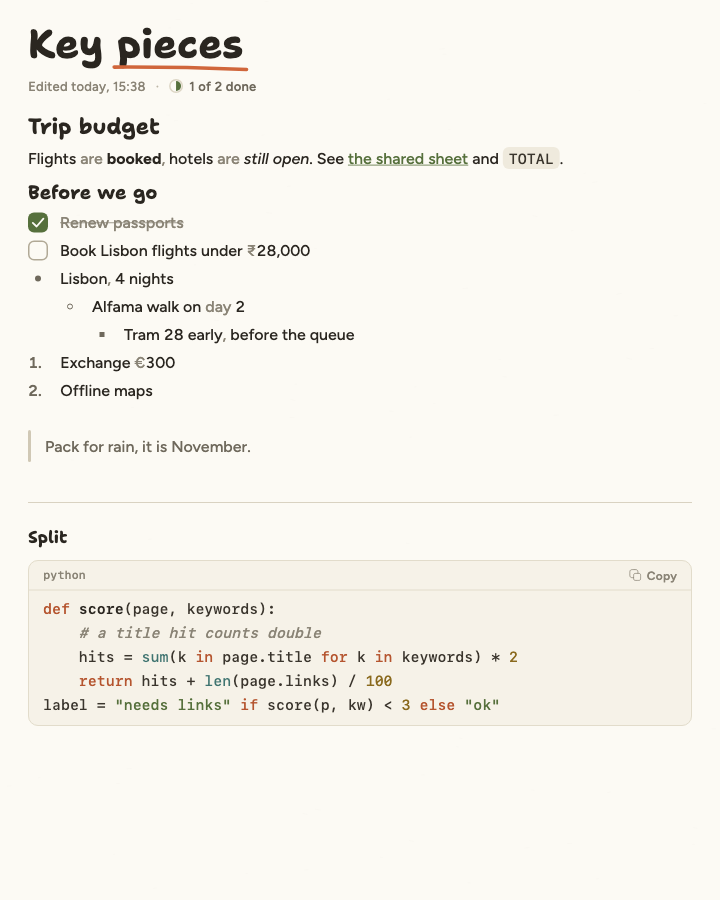 Key pieces
Edited today, 15:38 · 1 of 2 done
Trip budget
Flights are booked, hotels are still open. See the shared sheet and TOTAL.
Before we go
Renew passports
Book Lisbon flights under ₹28,000
Lisbon, 4 nights
Alfama walk on day 2
Tram 28 early, before the queue
1. Exchange €300
2. Offline maps
Pack for rain, it is November.
Split
python Copy
def score(page, keywords):
    # a title hit counts double
    hits = sum(k in page.title for k in keywords) * 2
    return hits + len(page.links) / 100
label = "needs links" if score(p, kw) < 3 else "ok"